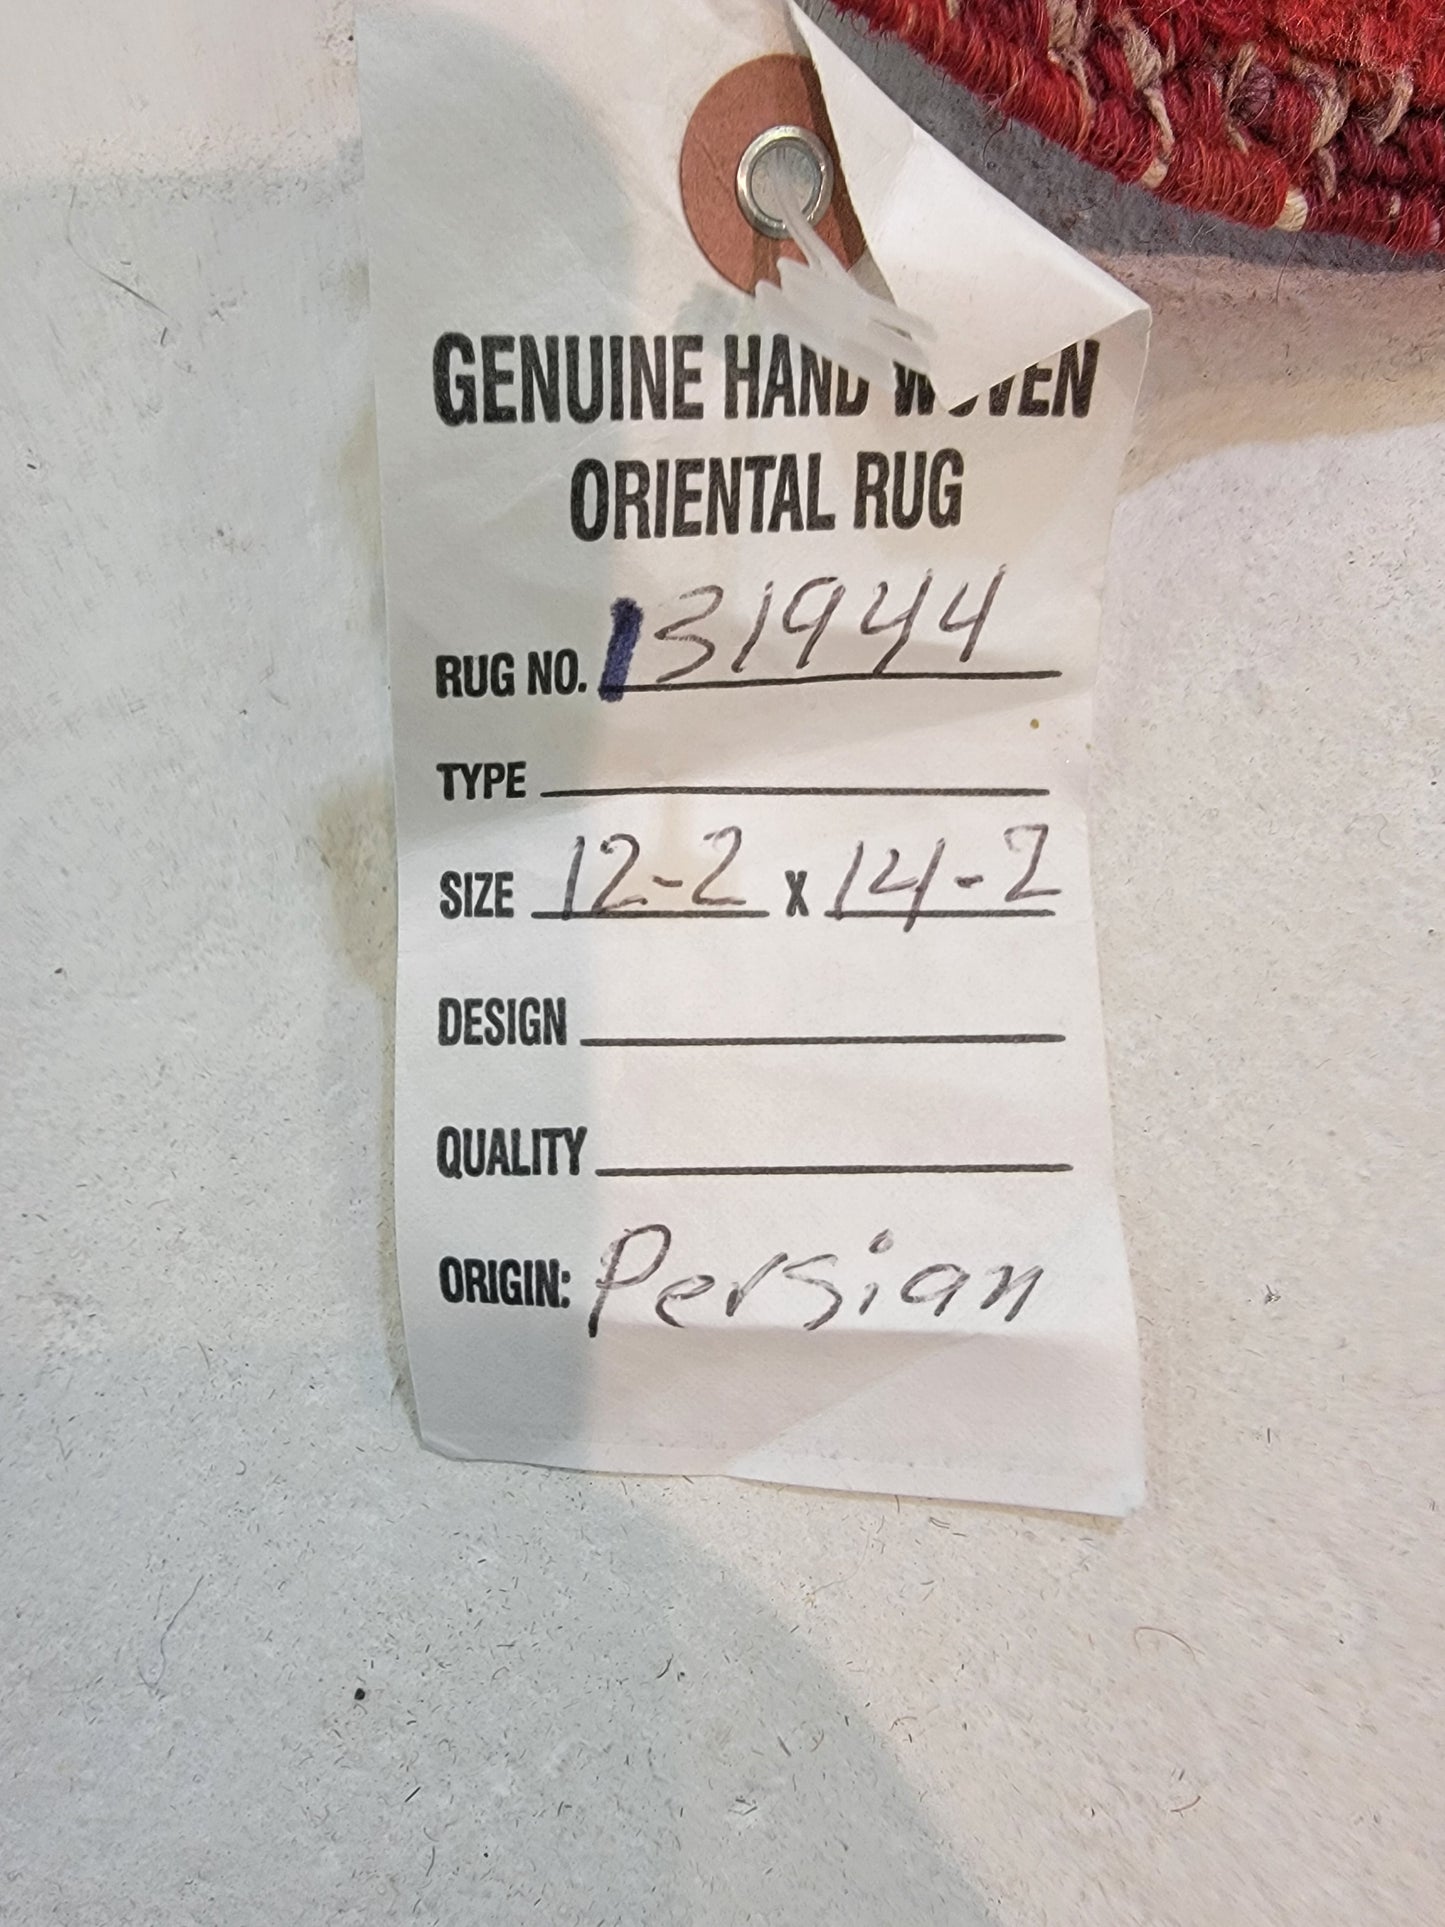 GENUINE HAND WOVEN
ORIENTAL RUG
RUG NO. 131944
TYPE
SIZE 12-2 X 14-2
DESIGN
QUALITY
ORIGIN: Persian